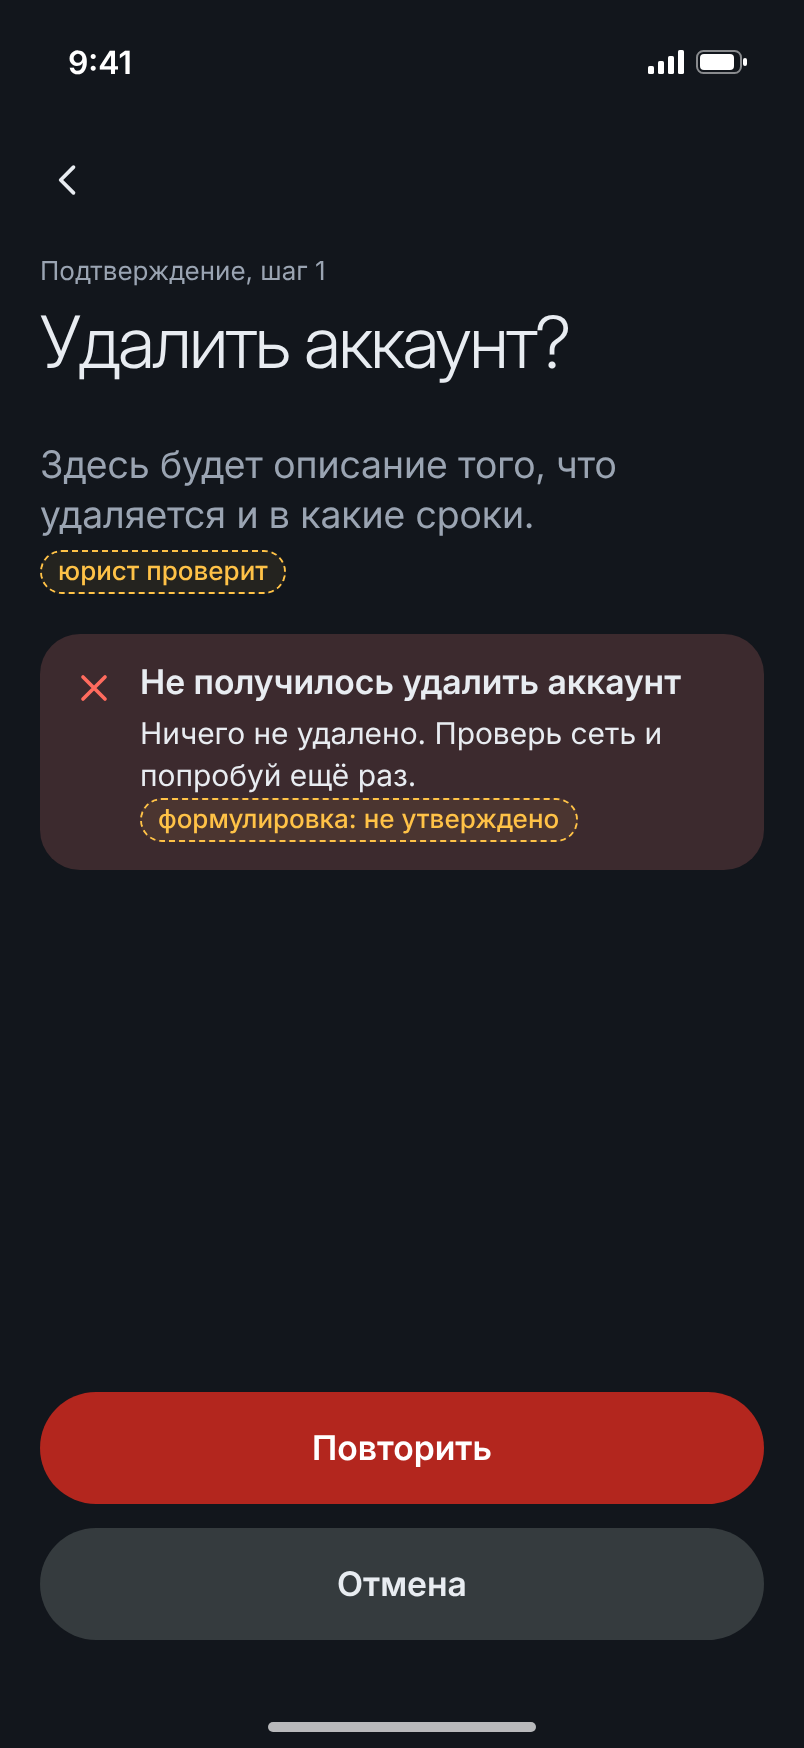 9:41
Подтверждение, шаг 1
Удалить аккаунт?
Здесь будет описание того, что
удаляется и в какие сроки.
юрист проверит
Не получилось удалить аккаунт
Ничего не удалено. Проверь сеть и
попробуй ещё раз.
формулировка: не утверждено
Повторить
Отмена